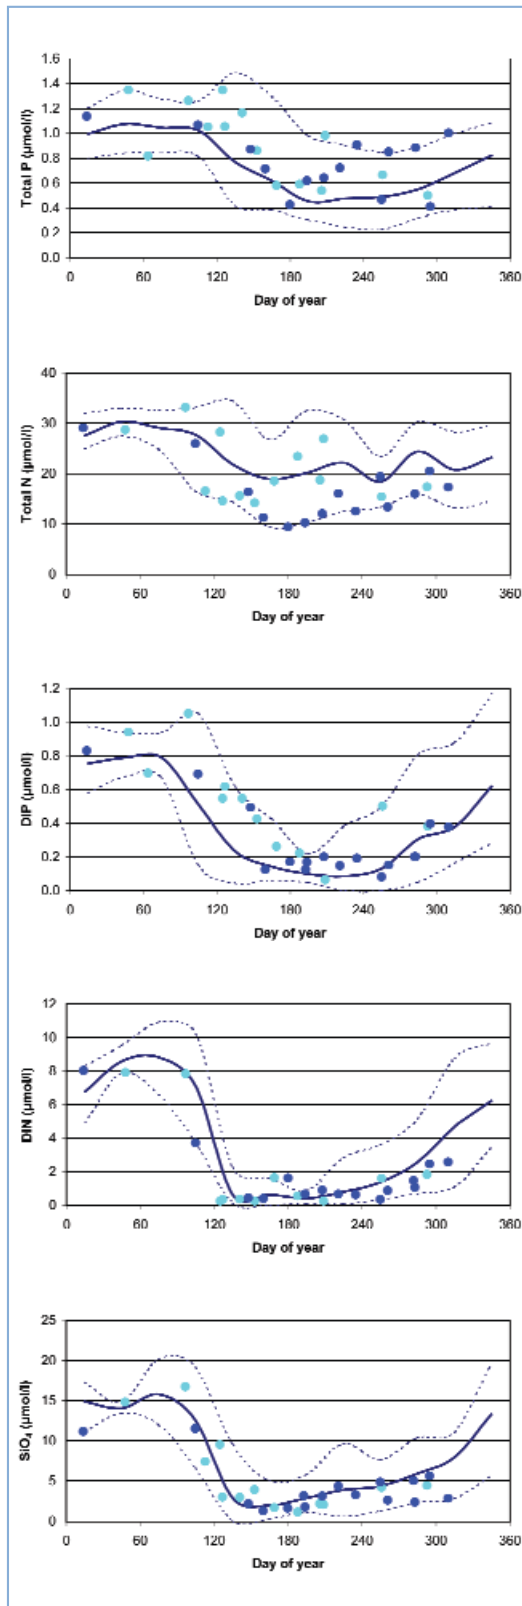 Total P (µmol/l)
1.6
1.4
1.2
1.0
0.8
0.6
0.4
0.2
0.0
0 60 120 180 240 300 360
Day of year
Total N (µmol/l)
40
30
20
10
0
0 60 120 180 240 300 360
Day of year
DIP (µmol/l)
1.2
1.0
0.8
0.6
0.4
0.2
0.0
0 60 120 180 240 300 360
Day of year
DIN (µmol/l)
12
10
8
6
4
2
0
0 60 120 180 240 300 360
Day of year
SiO₄ (µmol/l)
25
20
15
10
5
0
0 60 120 180 240 300 360
Day of year